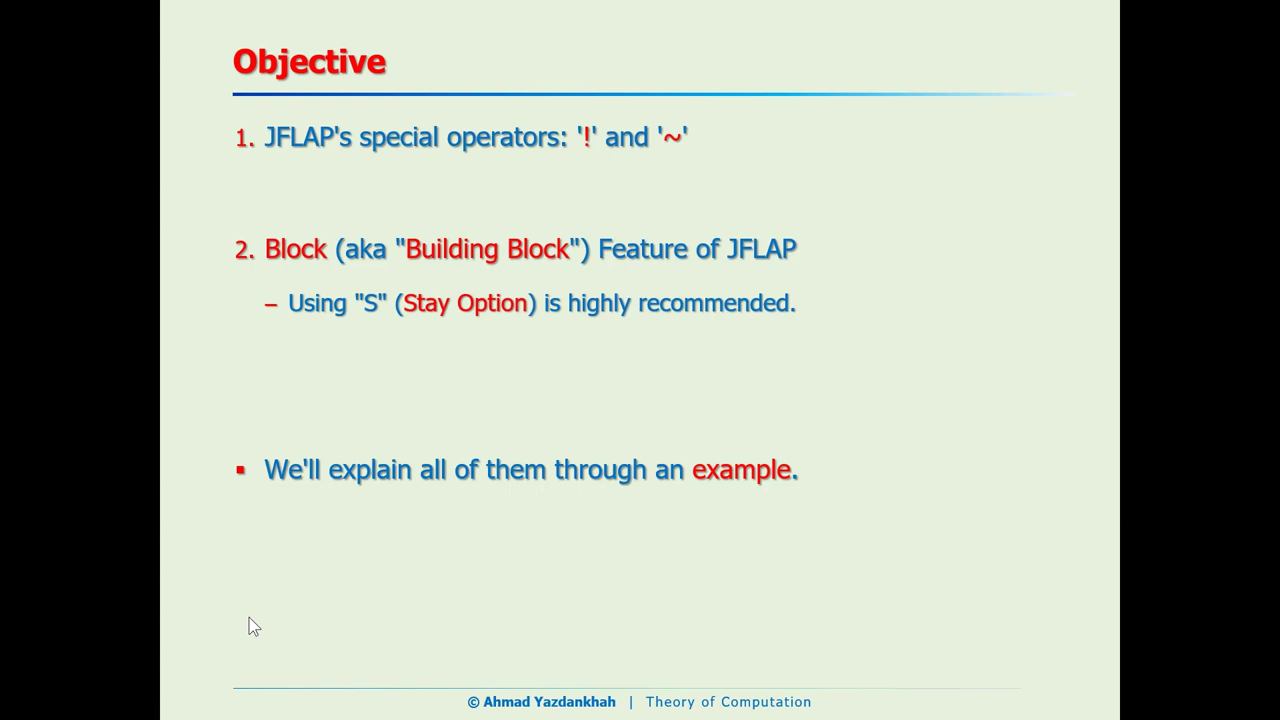 Objective
1. JFLAP's special operators: '!' and '~'
2. Block (aka "Building Block") Feature of JFLAP
– Using "S" (Stay Option) is highly recommended.
▪ We'll explain all of them through an example.
© Ahmad Yazdankhah | Theory of Computation